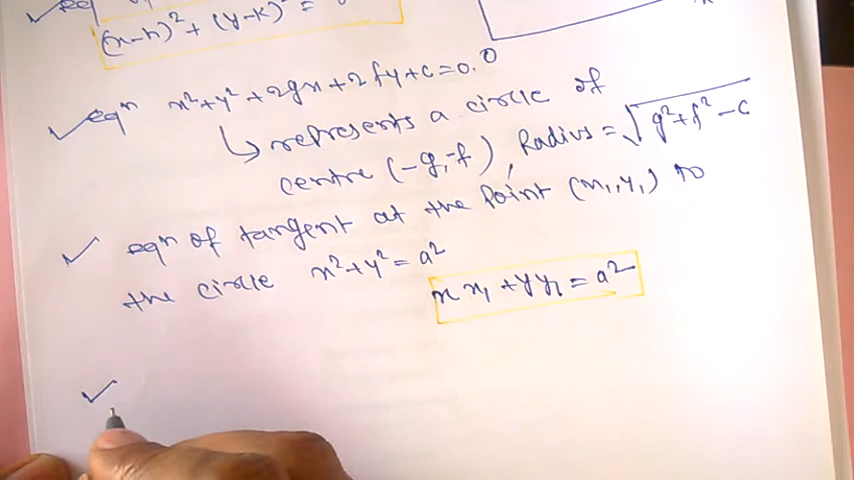 ✓ eqⁿ
(x-h)² + (y-k)² =
✓ eqⁿ x²+y²+2gx+2fy+c=0.
↳ represents a circle of
centre (-g,-f), Radius = √g²+f²-c
✓ eqⁿ of tangent at the point (x₁,y₁) to
the circle x²+y² = a²
xx₁ + yy₁ = a²
✓